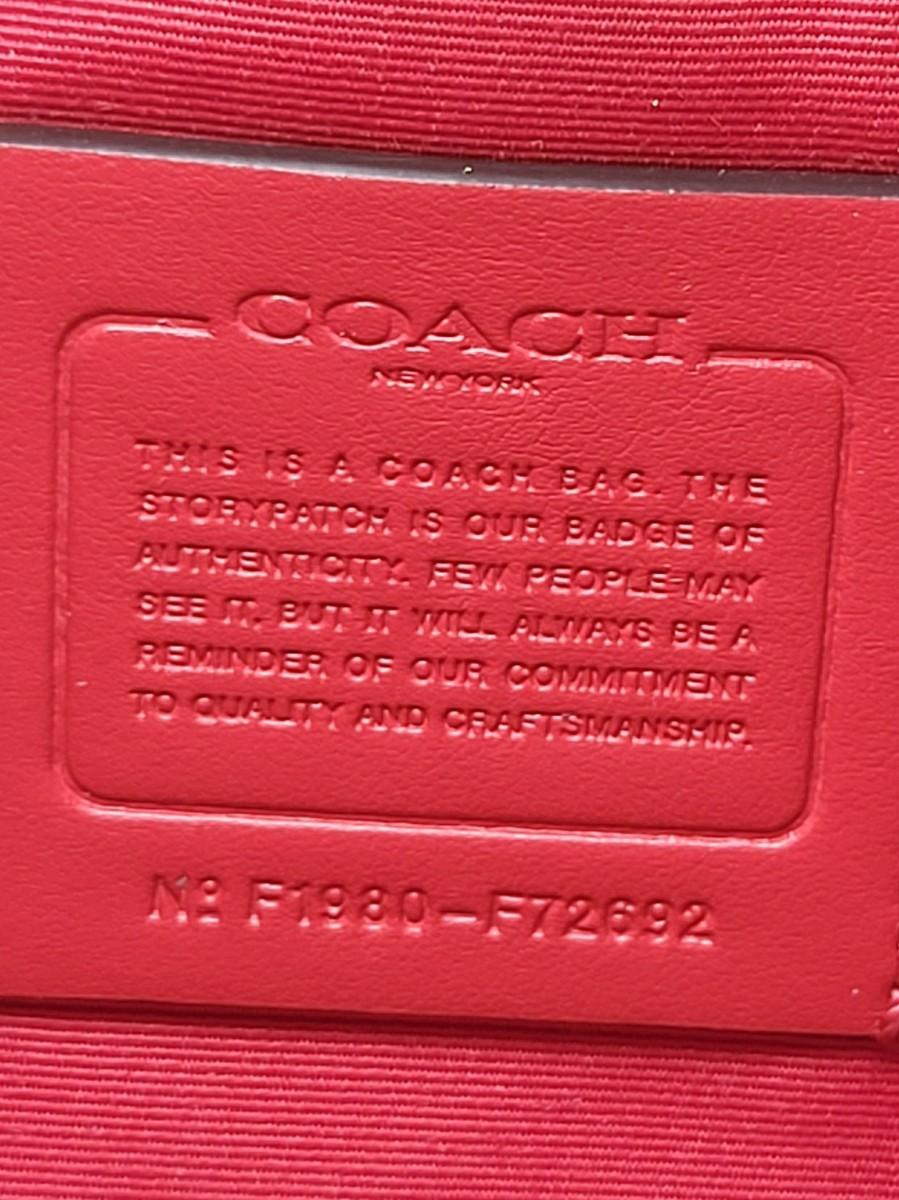 COACH
NEW YORK
THIS IS A COACH BAG. THE
STORYPATCH IS OUR BADGE OF
AUTHENTICITY. FEW PEOPLE MAY
SEE IT, BUT IT WILL ALWAYS BE A
REMINDER OF OUR COMMITMENT
TO QUALITY AND CRAFTSMANSHIP.
Nº F1980-F72692